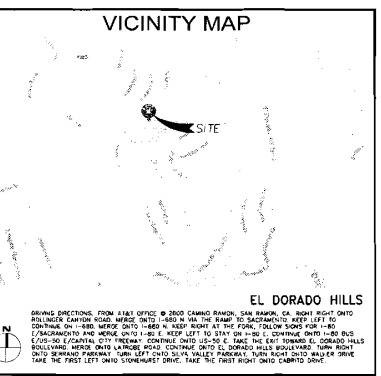 VICINITY MAP
SITE
EL DORADO HILLS
DRIVING DIRECTIONS, FROM AT&T OFFICE @ 2600 CAMINO RAMON, SAN RAMON, CA. RIGHT RIGHT ONTO
BOLLINGER CANYON ROAD. MERGE ONTO I-680 N VIA THE RAMP TO SACRAMENTO. KEEP LEFT TO
CONTINUE ON I-680. MERGE ONTO I-680 N. KEEP RIGHT AT THE FORK, FOLLOW SIGNS FOR I-80
E/SACRAMENTO AND MERGE ONTO I-80 E. KEEP LEFT TO STAY ON I-80 E. CONTINUE ONTO I-80 BUS
E/US-50 E/CAPITAL CITY FREEWAY. CONTINUE ONTO US-50 E. TAKE THE EXIT TOWARD EL DORADO HILLS
BOULEVARD. MERGE ONTO LATROBE ROAD. CONTINUE ONTO EL DORADO HILLS BOULEVARD. TURN RIGHT
ONTO SERRANO PARKWAY. TURN LEFT ONTO SILVA VALLEY PARKWAY. TURN RIGHT ONTO WALKER DRIVE
TAKE THE FIRST LEFT ONTO STONEHURST DRIVE. TAKE THE FIRST RIGHT ONTO CABRITO DRIVE.
N